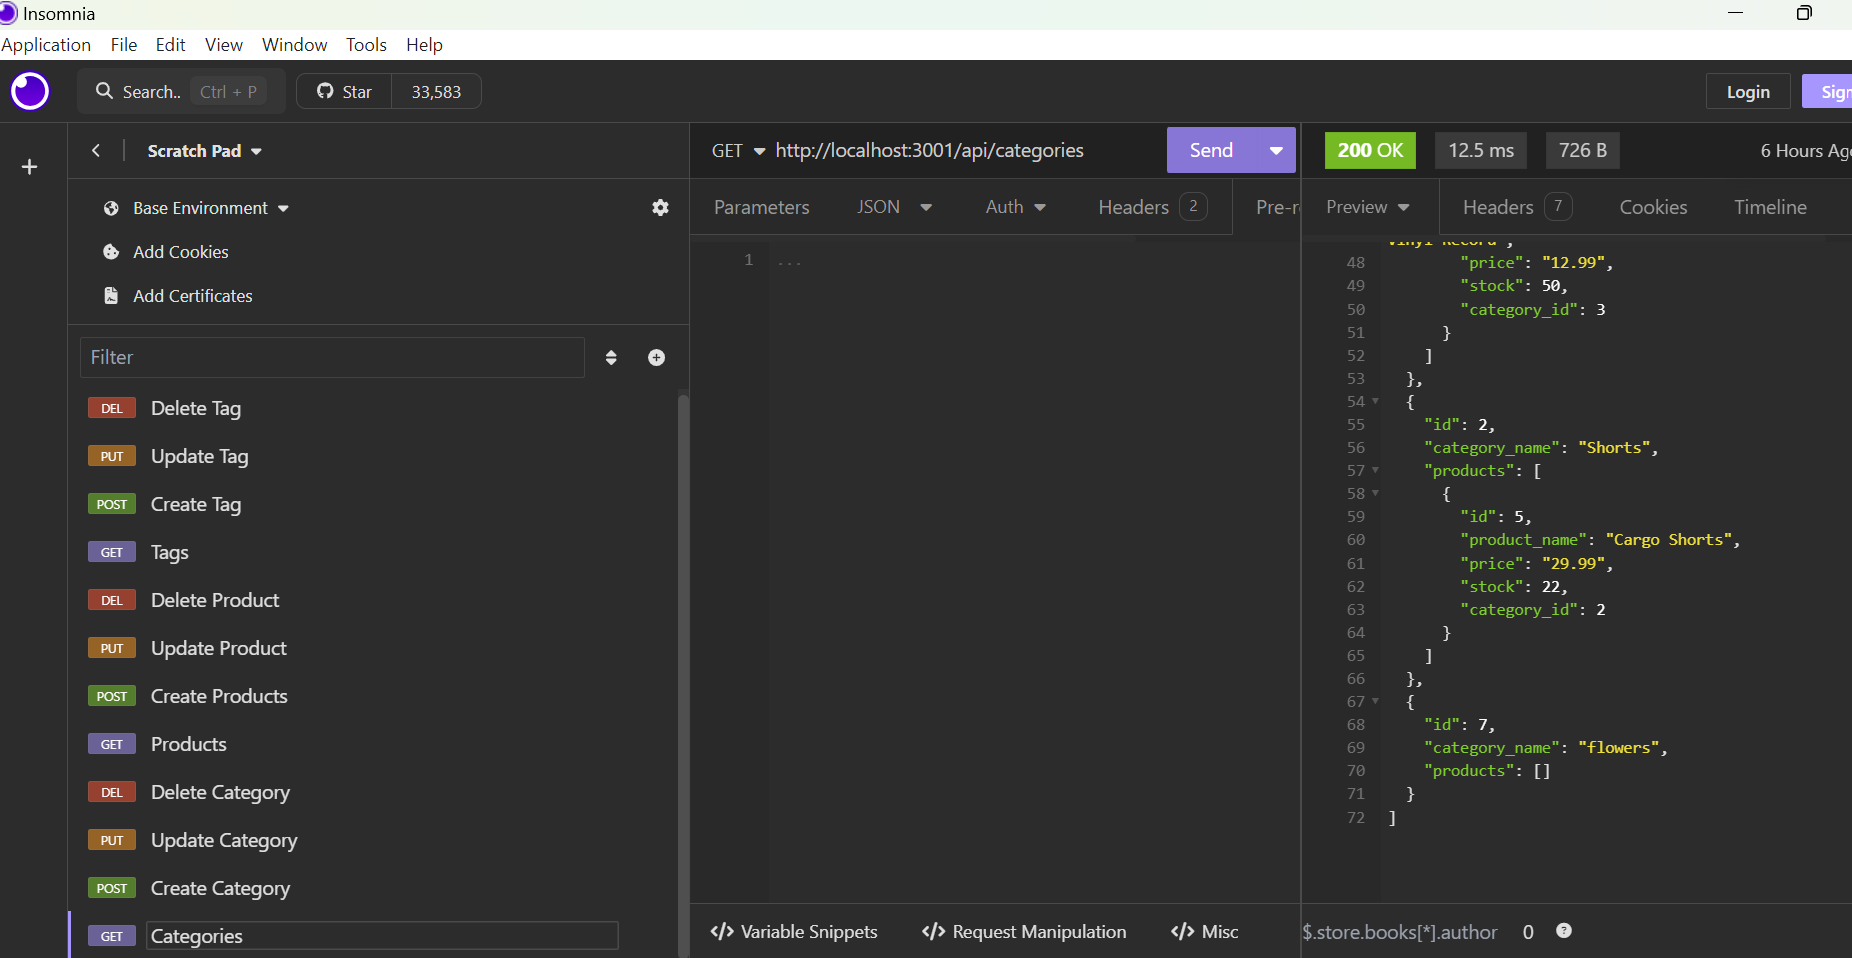 Insomnia
Application File Edit View Window Tools Help
Search.. Ctrl + P Star 33,583 Login
Scratch Pad
Base Environment
Add Cookies
Add Certificates
Filter
DEL Delete Tag
PUT Update Tag
POST Create Tag
GET Tags
DEL Delete Product
PUT Update Product
POST Create Products
GET Products
DEL Delete Category
PUT Update Category
POST Create Category
GET Categories
GET http://localhost:3001/api/categories Send
Parameters JSON Auth Headers 2 Pre-r
1 ...
</> Variable Snippets </> Request Manipulation </> Misc
200 OK 12.5 ms 726 B 6 Hours Ag
Preview Headers 7 Cookies Timeline
Vinyl Record",
48 "price": "12.99",
49 "stock": 50,
50 "category_id": 3
51 }
52 ]
53 },
54 {
55 "id": 2,
56 "category_name": "Shorts",
57 "products": [
58 {
59 "id": 5,
60 "product_name": "Cargo Shorts",
61 "price": "29.99",
62 "stock": 22,
63 "category_id": 2
64 }
65 ]
66 },
67 {
68 "id": 7,
69 "category_name": "flowers",
70 "products": []
71 }
72 ]
$.store.books[*].author 0 ?